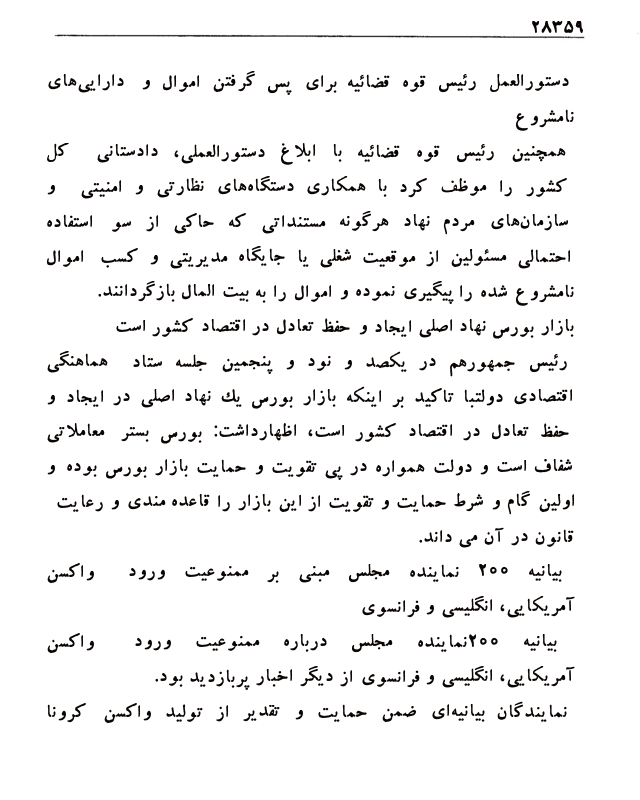 ۲۸۳۵۹
دستورالعمل رئیس قوه قضائیه برای پس گرفتن اموال و دارایی‌های
نامشروع
همچنین رئیس قوه قضائیه با ابلاغ دستورالعملی، دادستانی کل
کشور را موظف کرد با همکاری دستگاه‌های نظارتی و امنیتی و
سازمان‌های مردم نهاد هرگونه مستنداتی که حاکی از سو استفاده
احتمالی مسئولین از موقعیت شغلی یا جایگاه مدیریتی و کسب اموال
نامشروع شده را پیگیری نموده و اموال را به بیت المال بازگردانند.
بازار بورس نهاد اصلی ایجاد و حفظ تعادل در اقتصاد کشور است
رئیس جمهورهم در یکصد و نود و پنجمین جلسه ستاد هماهنگی
اقتصادی دولتبا تاکید بر اینکه بازار بورس یك نهاد اصلی در ایجاد و
حفظ تعادل در اقتصاد کشور است، اظهارداشت: بورس بستر معاملاتی
شفاف است و دولت همواره در پی تقویت و حمایت بازار بورس بوده و
اولین گام و شرط حمایت و تقویت از این بازار را قاعده مندی و رعایت
قانون در آن می داند.
بیانیه ۲۰۰ نماینده مجلس مبنی بر ممنوعیت ورود واکسن
آمریکایی، انگلیسی و فرانسوی
بیانیه ۲۰۰نماینده مجلس درباره ممنوعیت ورود واکسن
آمریکایی، انگلیسی و فرانسوی از دیگر اخبار پربازدید بود.
نمایندگان بیانیه‌ای ضمن حمایت و تقدیر از تولید واکسن کرونا